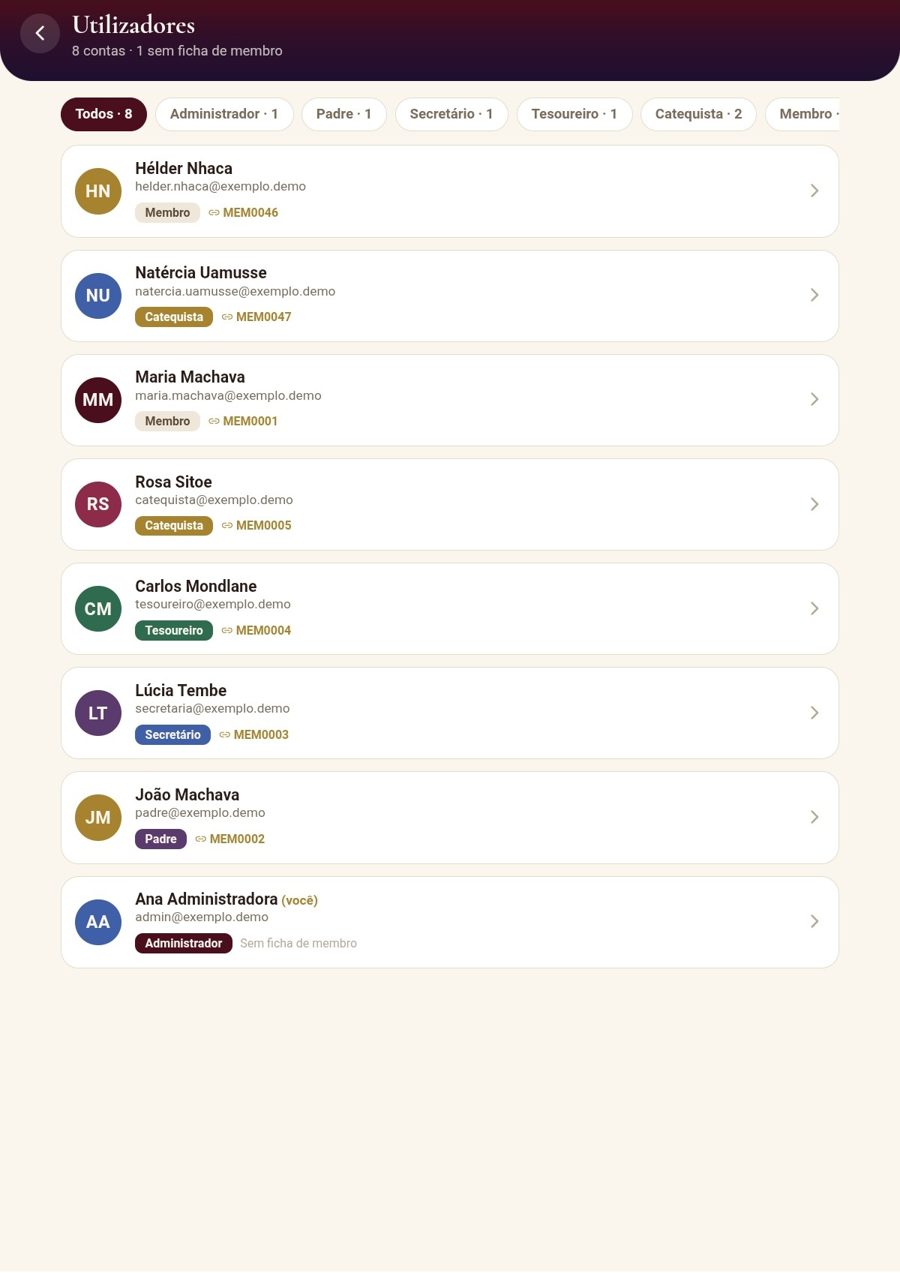 Utilizadores
8 contas · 1 sem ficha de membro
Todos · 8 Administrador · 1 Padre · 1 Secretário · 1 Tesoureiro · 1 Catequista · 2 Membro ·
HN Hélder Nhaca
helder.nhaca@exemplo.demo
Membro MEM0046
NU Natércia Uamusse
natercia.uamusse@exemplo.demo
Catequista MEM0047
MM Maria Machava
maria.machava@exemplo.demo
Membro MEM0001
RS Rosa Sitoe
catequista@exemplo.demo
Catequista MEM0005
CM Carlos Mondlane
tesoureiro@exemplo.demo
Tesoureiro MEM0004
LT Lúcia Tembe
secretaria@exemplo.demo
Secretário MEM0003
JM João Machava
padre@exemplo.demo
Padre MEM0002
AA Ana Administradora (você)
admin@exemplo.demo
Administrador Sem ficha de membro